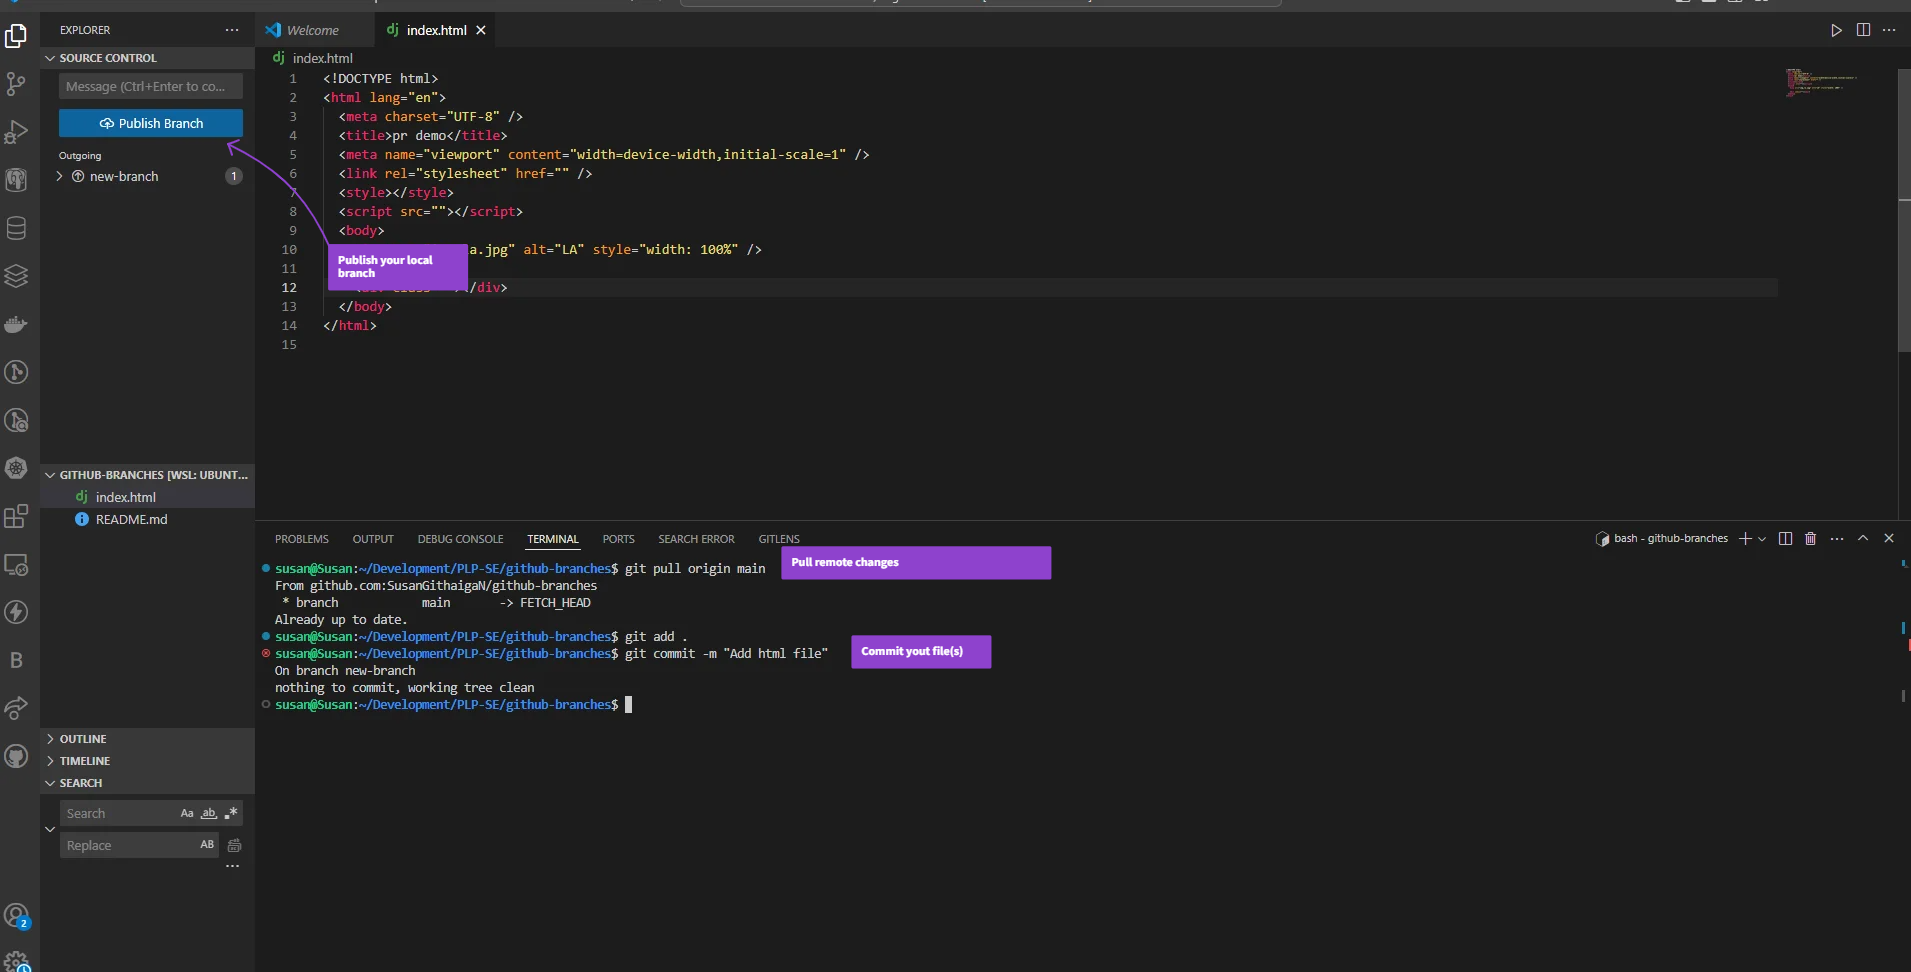 EXPLORER
SOURCE CONTROL
Message (Ctrl+Enter to co...
Publish Branch
Outgoing
new-branch 1
GITHUB-BRANCHES [WSL: UBUNT...
index.html
README.md
OUTLINE
TIMELINE
SEARCH
Search Aa ab
Replace AB
2
Welcome index.html
index.html
1 <!DOCTYPE html>
2 <html lang="en">
3 <meta charset="UTF-8" />
4 <title>pr demo</title>
5 <meta name="viewport" content="width=device-width,initial-scale=1" />
6 <link rel="stylesheet" href="" />
7 <style></style>
8 <script src=""></script>
9 <body>
10 a.jpg" alt="LA" style="width: 100%" />
11
12 </div>
13 </body>
14 </html>
15
Publish your local
branch
PROBLEMS OUTPUT DEBUG CONSOLE TERMINAL PORTS SEARCH ERROR GITLENS
bash - github-branches
susan@Susan:~/Development/PLP-SE/github-branches$ git pull origin main
Pull remote changes
From github.com:SusanGithaigaN/github-branches
* branch main -> FETCH_HEAD
Already up to date.
susan@Susan:~/Development/PLP-SE/github-branches$ git add .
susan@Susan:~/Development/PLP-SE/github-branches$ git commit -m "Add html file"
Commit yout file(s)
On branch new-branch
nothing to commit, working tree clean
susan@Susan:~/Development/PLP-SE/github-branches$